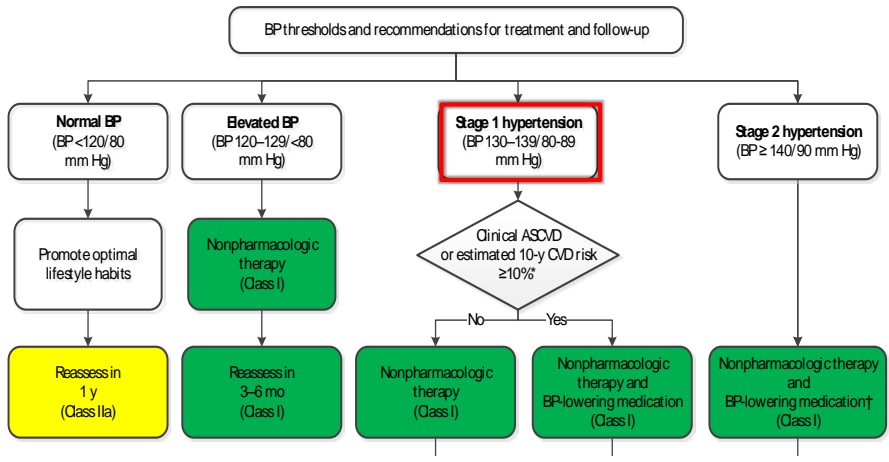 BP thresholds and recommendations for treatment and follow-up
Normal BP
(BP <120/80
mm Hg)
Elevated BP
(BP 120–129/<80
mm Hg)
Stage 1 hypertension
(BP 130–139/80-89
mm Hg)
Stage 2 hypertension
(BP ≥ 140/90 mm Hg)
Promote optimal
lifestyle habits
Nonpharmacologic
therapy
(Class I)
Clinical ASCVD
or estimated 10-y CVD risk
≥10%*
No
Yes
Reassess in
1 y
(Class IIa)
Reassess in
3–6 mo
(Class I)
Nonpharmacologic
therapy
(Class I)
Nonpharmacologic
therapy and
BP-lowering medication
(Class I)
Nonpharmacologic therapy
and
BP-lowering medication†
(Class I)